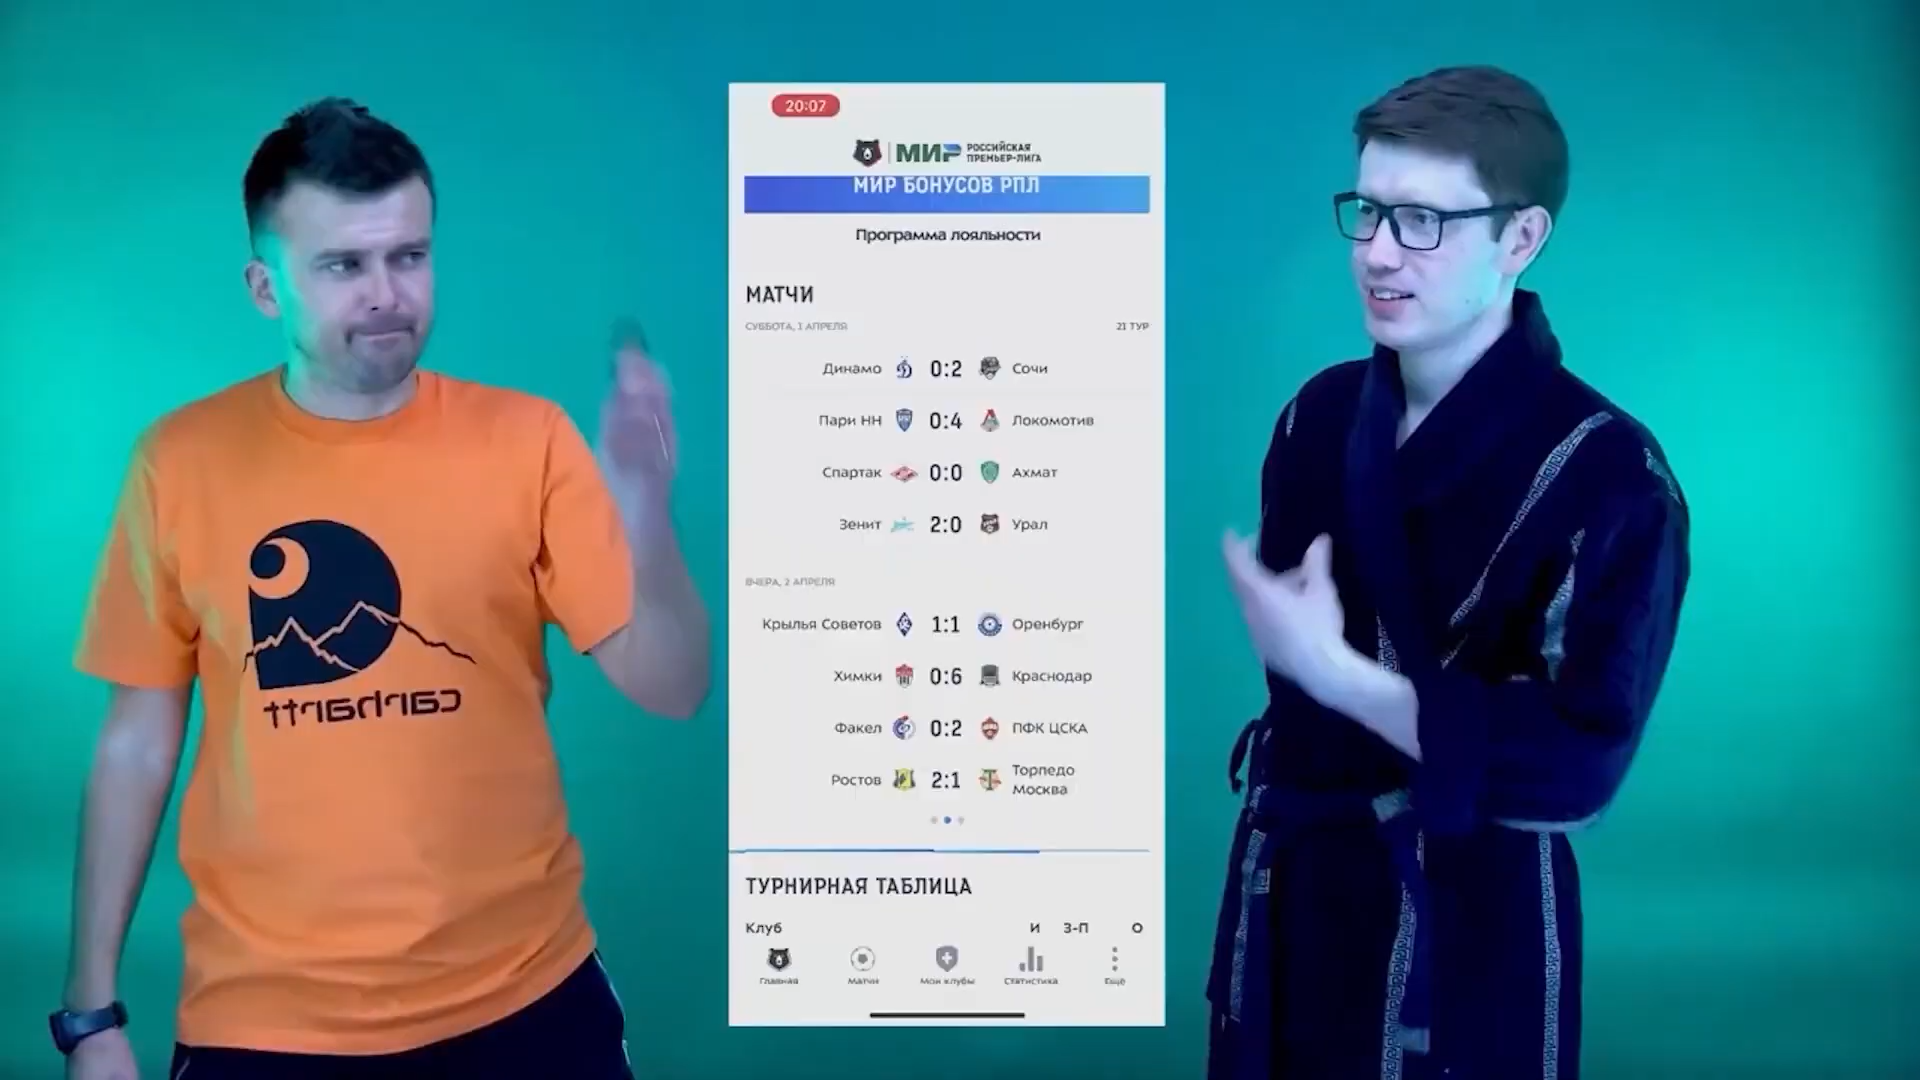 20:07
МИР РОССИЙСКАЯ
ПРЕМЬЕР-ЛИГА
МИР БОНУСОВ РПЛ
Программа лояльности
МАТЧИ
СУББОТА, 1 АПРЕЛЯ 21 ТУР
Динамо 0:2 Сочи
Пари НН 0:4 Локомотив
Спартак 0:0 Ахмат
Зенит 2:0 Урал
ВЧЕРА, 2 АПРЕЛЯ
Крылья Советов 1:1 Оренбург
Химки 0:6 Краснодар
Факел 0:2 ПФК ЦСКА
Ростов 2:1 Торпедо
Москва
ТУРНИРНАЯ ТАБЛИЦА
Клуб И З-П О
Главная Матчи Мои клубы Статистика Ещё